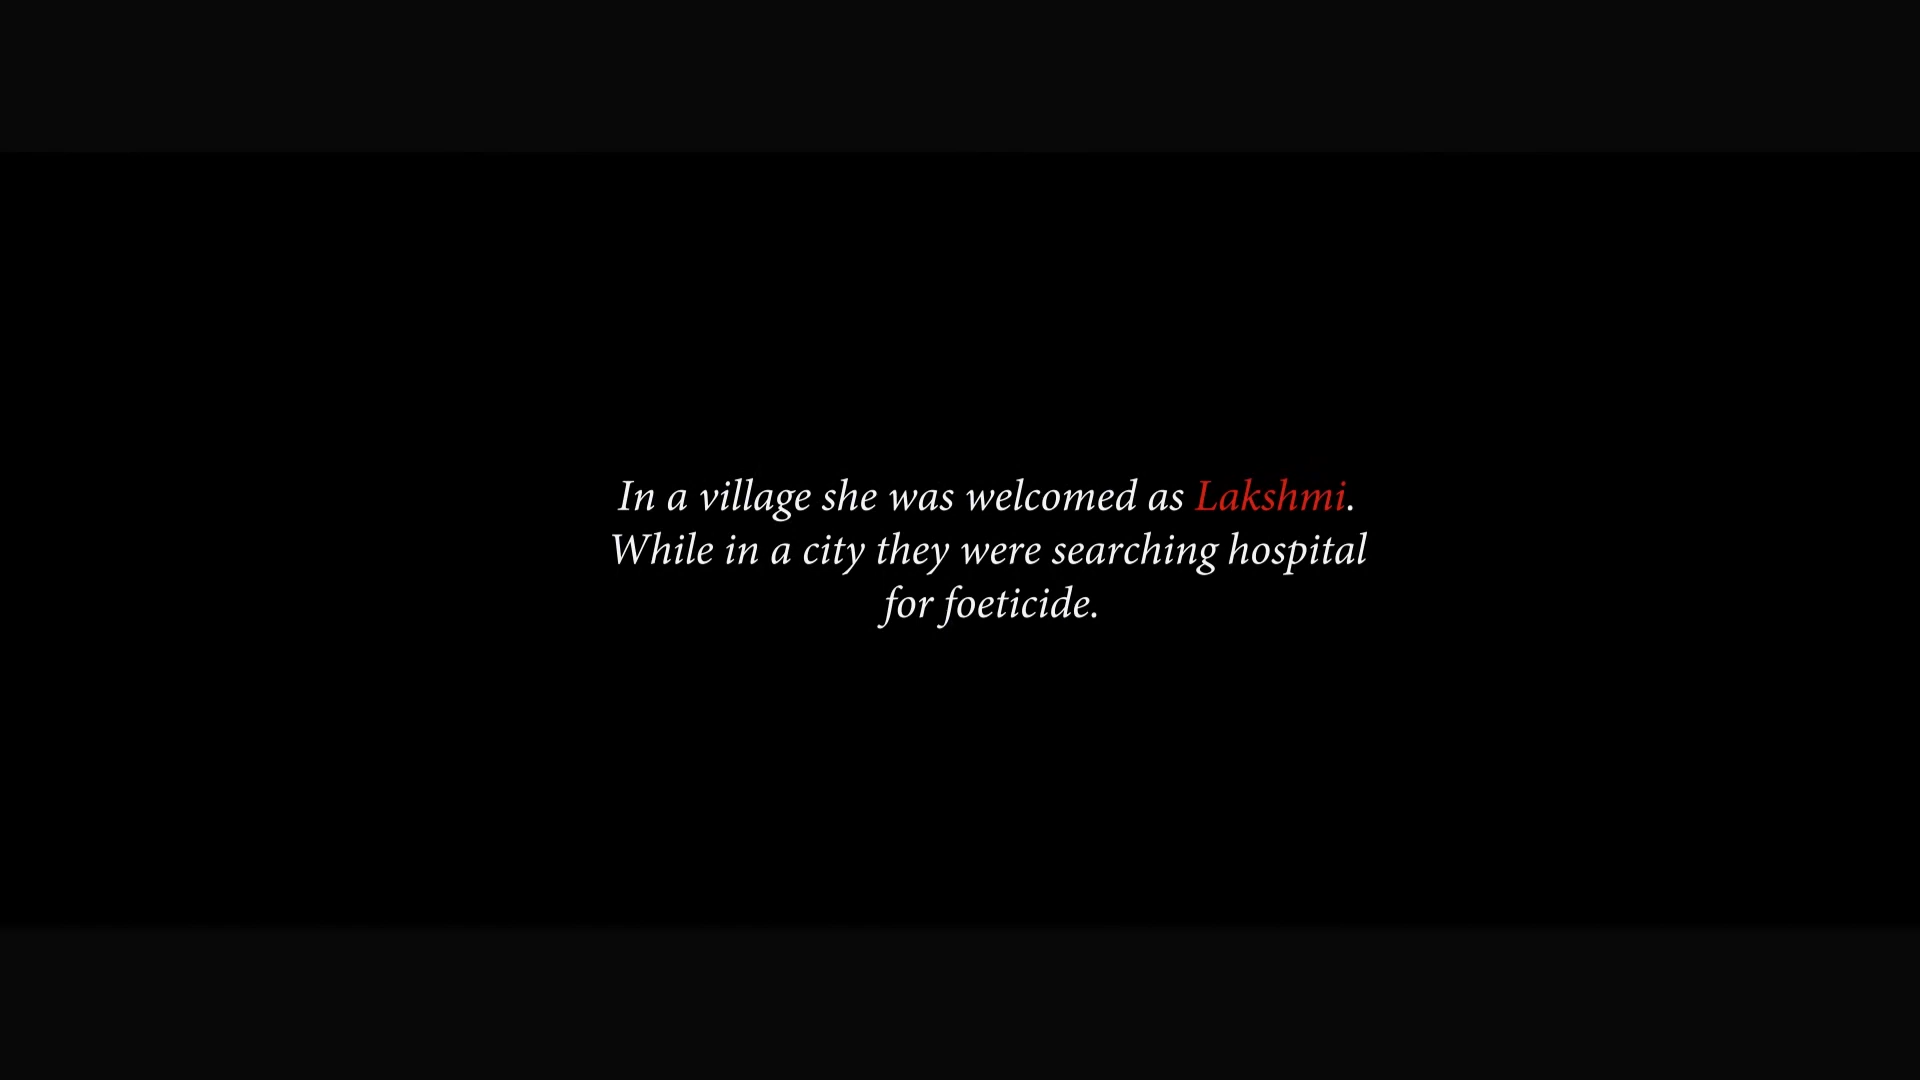 In a village she was welcomed as Lakshmi.
While in a city they were searching hospital
for foeticide.